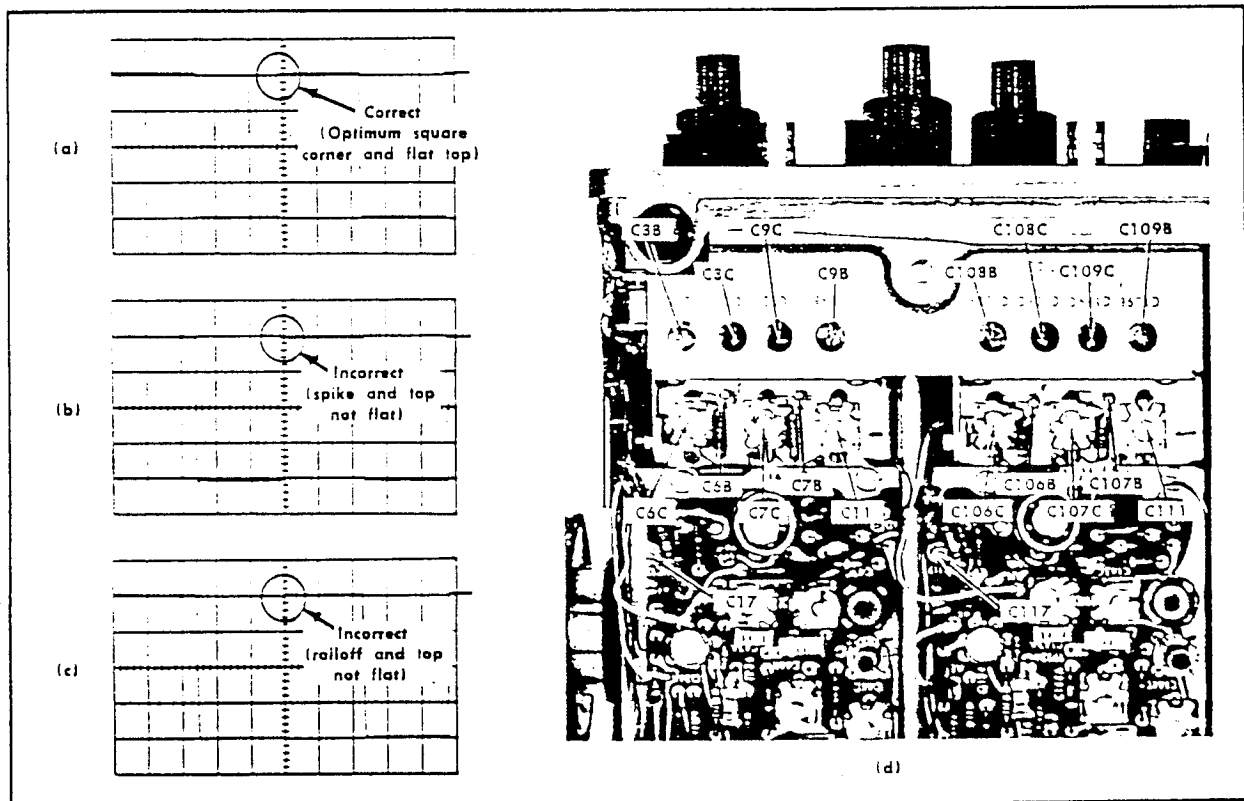 (a)
Correct
(Optimum square
corner and flat top)
(b)
Incorrect
(spike and top
not flat)
(c)
Incorrect
(rolloff and top
not flat)
C3B
C9C
C108C
C109B
C3C
C9B
C108B
C109C
C6B
C7B
C106B
C107B
C6C
C7C
C11
C106C
C107C
C111
C17
C117
(d)